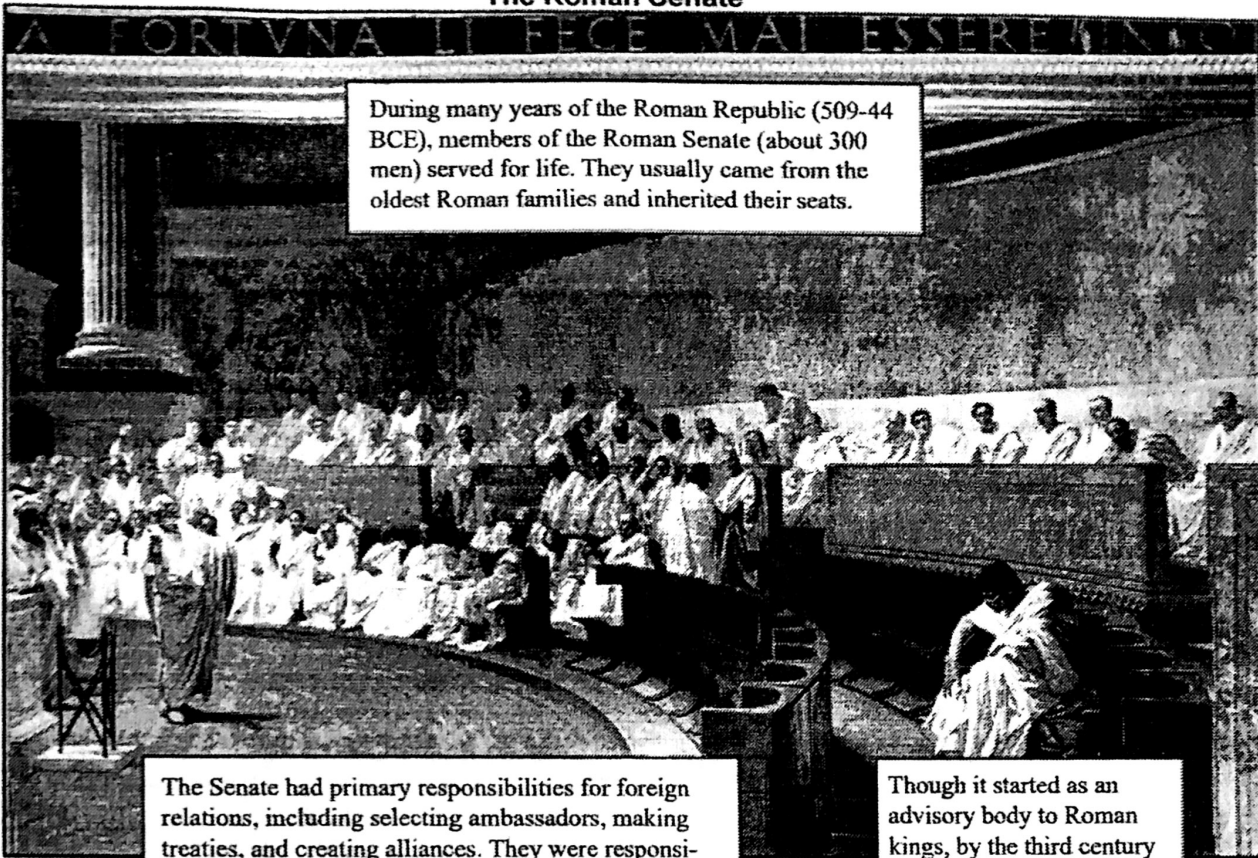 The Roman Senate
A FORTVNA LI FECE MAI ESSERE
During many years of the Roman Republic (509-44
BCE), members of the Roman Senate (about 300
men) served for life. They usually came from the
oldest Roman families and inherited their seats.
The Senate had primary responsibilities for foreign
relations, including selecting ambassadors, making
treaties, and creating alliances. They were responsi-
Though it started as an
advisory body to Roman
kings, by the third century